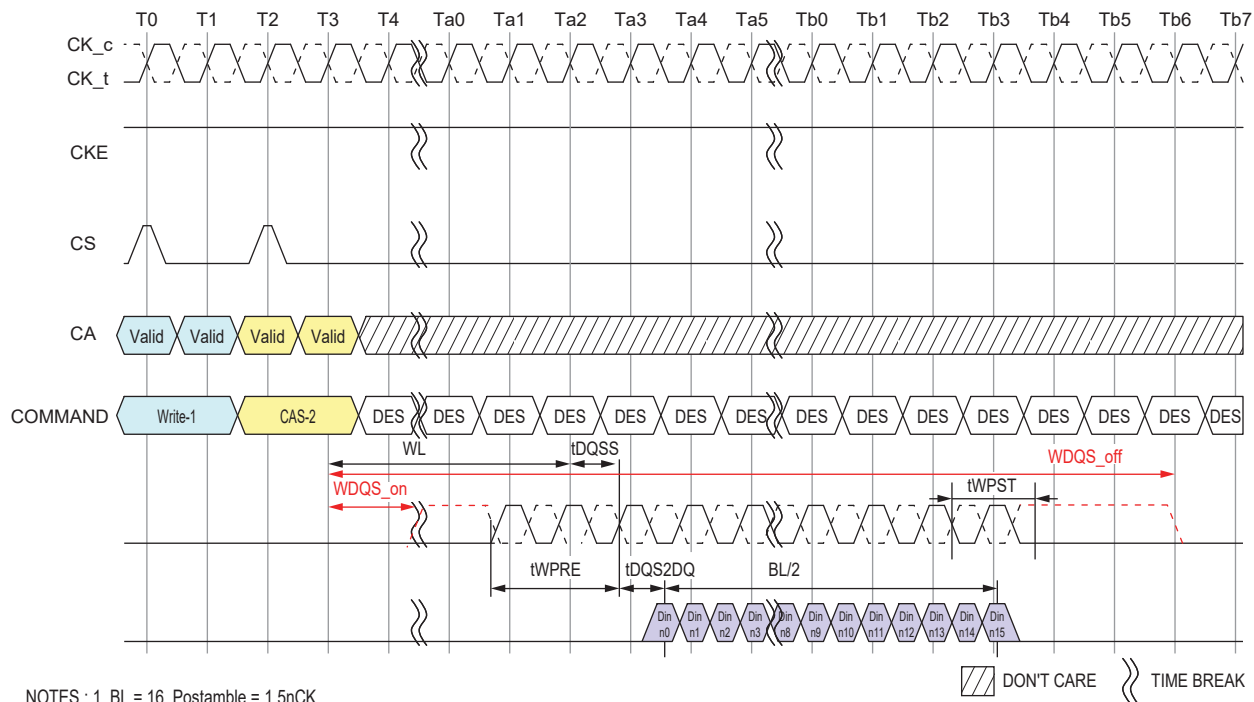 T0 T1 T2 T3 T4 Ta0 Ta1 Ta2 Ta3 Ta4 Ta5 Tb0 Tb1 Tb2 Tb3 Tb4 Tb5 Tb6 Tb7
CK_c
CK_t
CKE
CS
CA Valid Valid Valid Valid
COMMAND Write-1 CAS-2 DES DES DES DES DES DES DES DES DES DES DES DES DES DES DES
WL tDQSS WDQS_off
WDQS_on tWPST
tWPRE tDQS2DQ BL/2
Din Din Din Din Din Din Din Din Din Din Din Din
n0 n1 n2 n3 n8 n9 n10 n11 n12 n13 n14 n15
DON'T CARE TIME BREAK
NOTES : 1. BL = 16, Postamble = 1.5nCK